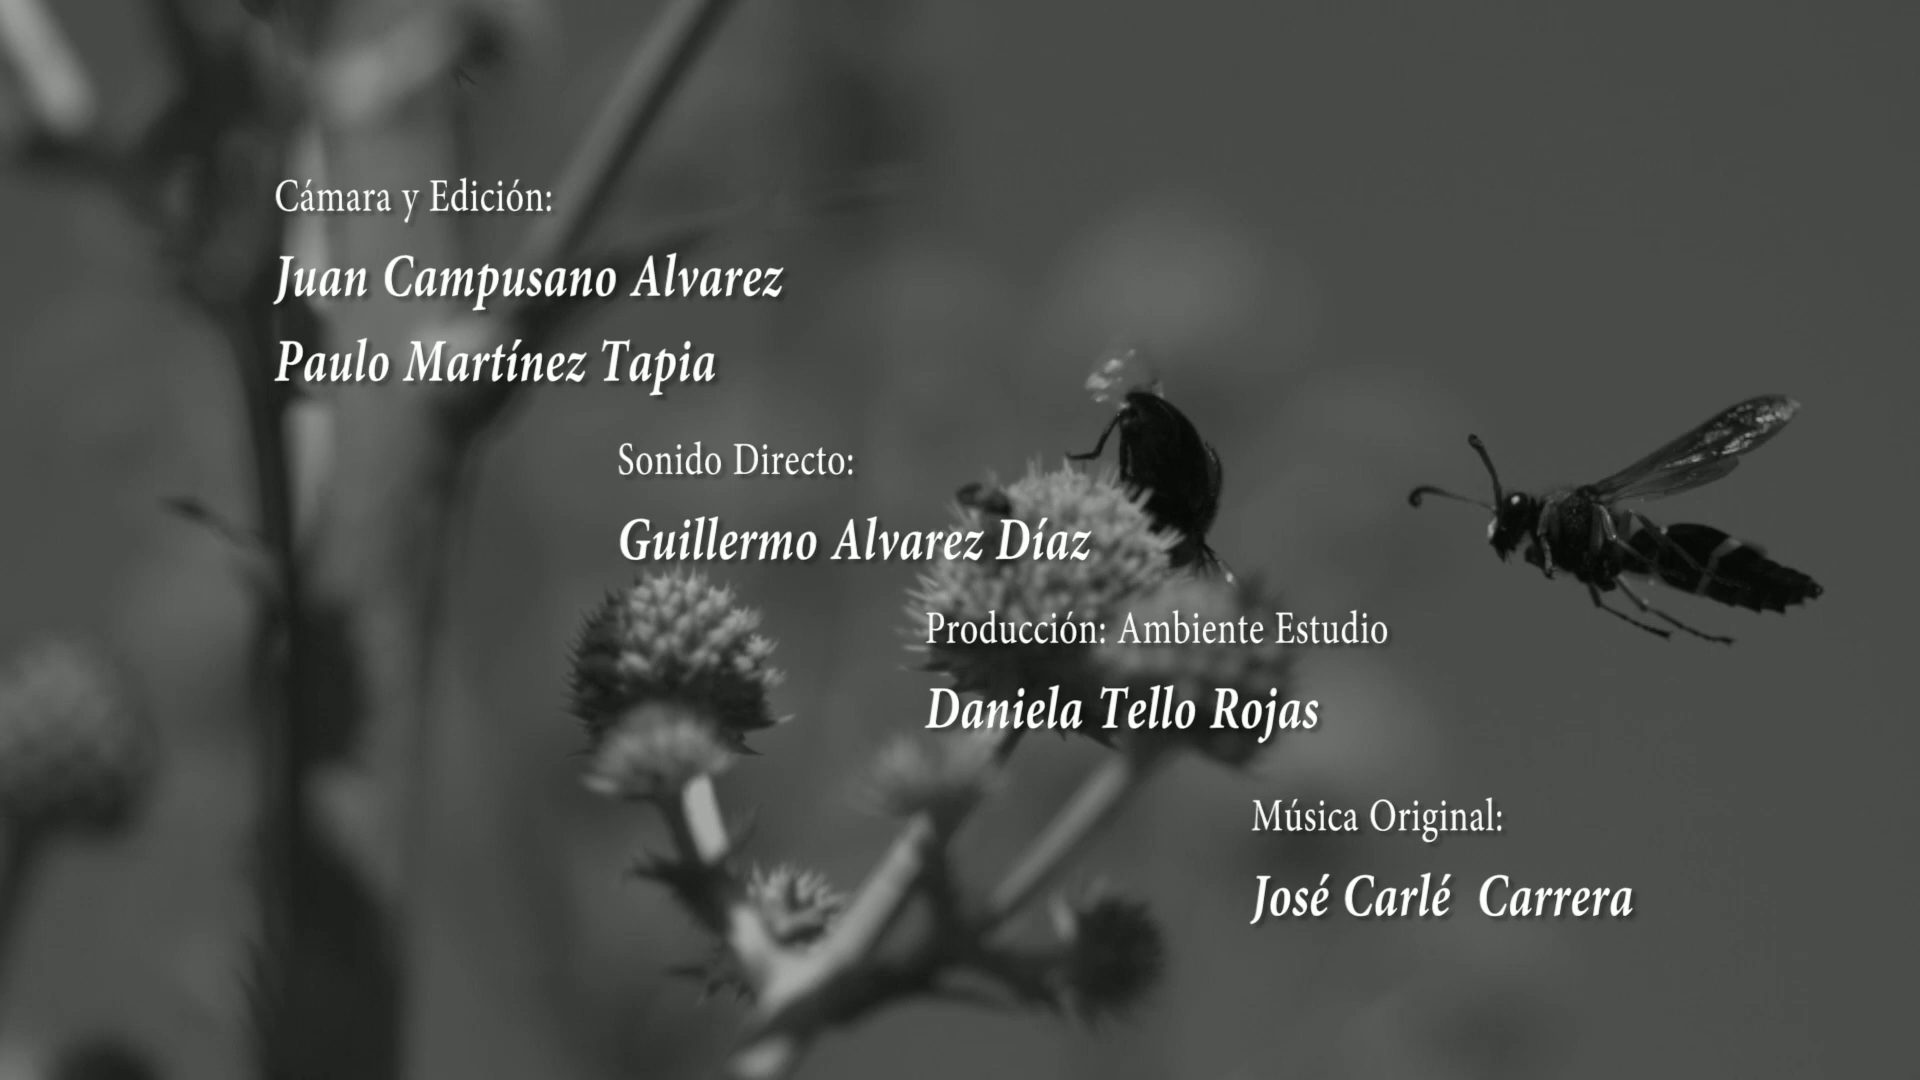 Cámara y Edición:
Juan Campusano Alvarez
Paulo Martínez Tapia
Sonido Directo:
Guillermo Alvarez Díaz
Producción: Ambiente Estudio
Daniela Tello Rojas
Música Original:
José Carlé  Carrera